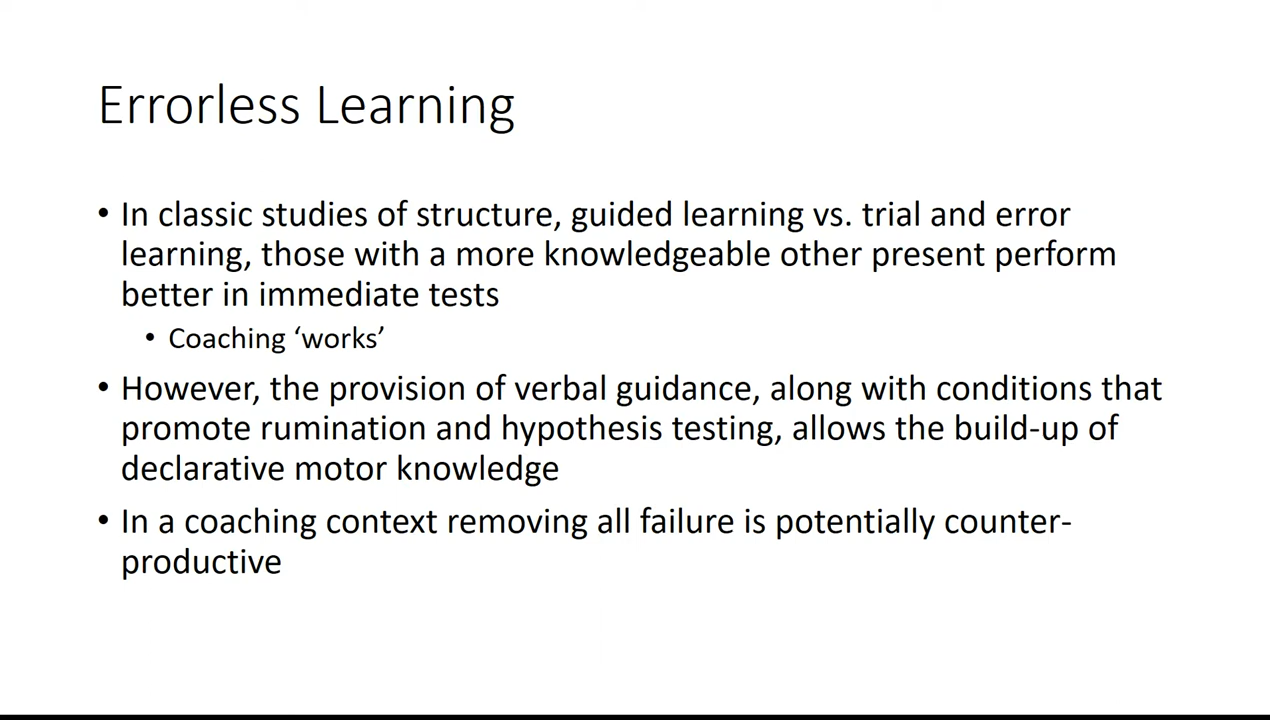 Errorless Learning
• In classic studies of structure, guided learning vs. trial and error
learning, those with a more knowledgeable other present perform
better in immediate tests
• Coaching ‘works’
• However, the provision of verbal guidance, along with conditions that
promote rumination and hypothesis testing, allows the build-up of
declarative motor knowledge
• In a coaching context removing all failure is potentially counter-
productive